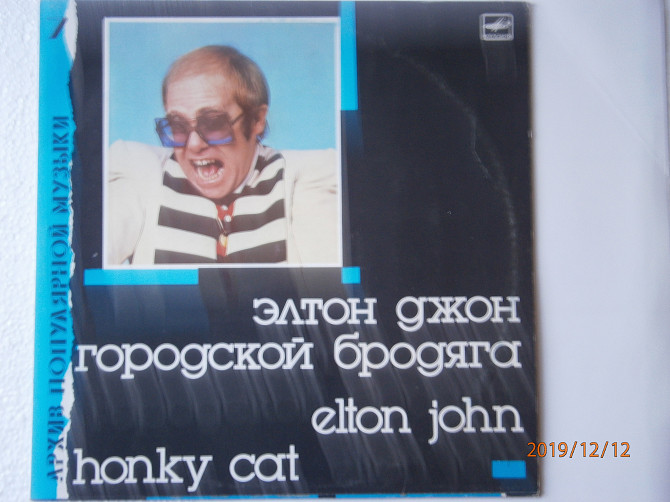 АРХИВ ПОПУЛЯРНОЙ МУЗЫКИ
элтон джон
городской бродяга
elton john
honky cat
2019/12/12